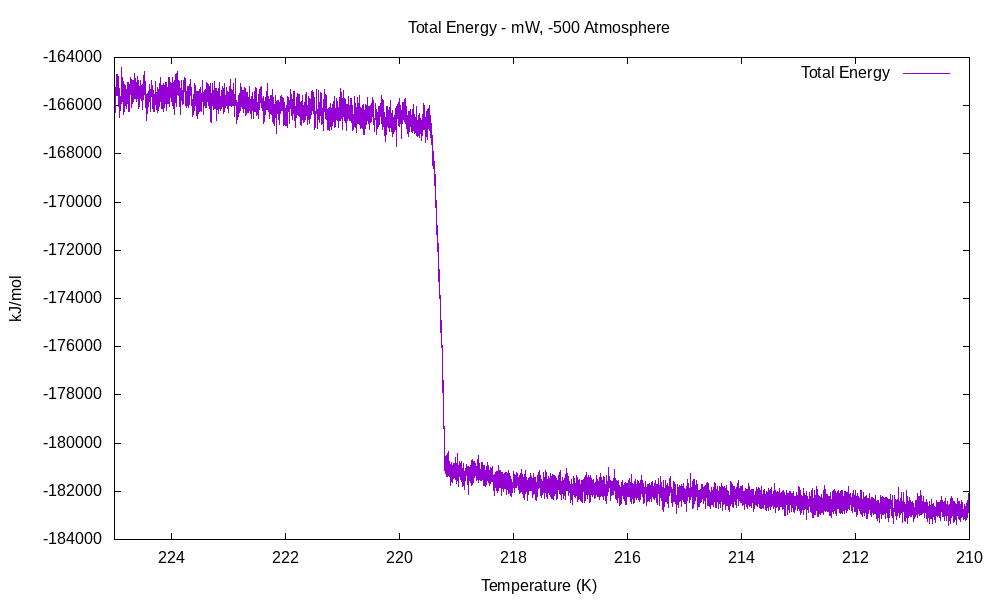 Total Energy - mW, -500 Atmosphere
Total Energy
-164000
-166000
-168000
-170000
-172000
-174000
-176000
-178000
-180000
-182000
-184000
kJ/mol
224 222 220 218 216 214 212 210
Temperature (K)